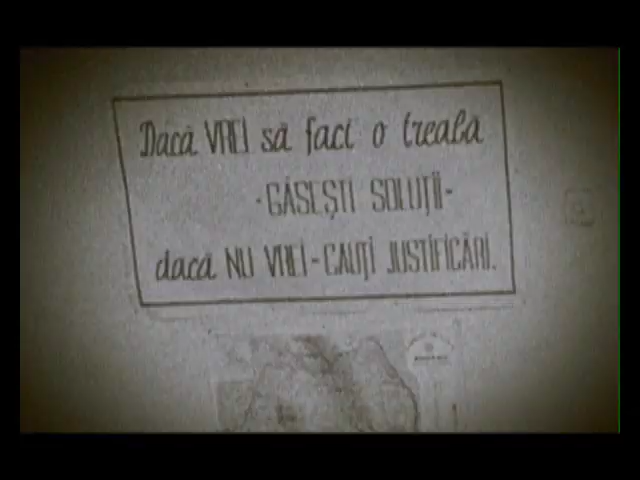 Dacă VREI să faci o treabă
-GĂSEȘTI SOLUȚII-
dacă NU VREI-CAUȚI JUSTIFICĂRI.